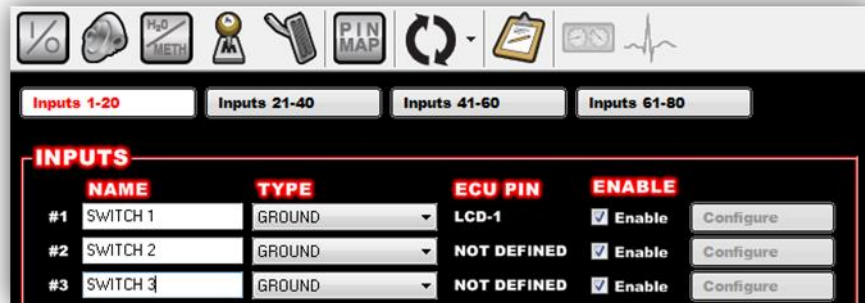 I/O H₂O METH PIN MAP
Inputs 1-20 Inputs 21-40 Inputs 41-60 Inputs 61-80
INPUTS
NAME TYPE ECU PIN ENABLE
#1 SWITCH 1 GROUND LCD-1 Enable Configure
#2 SWITCH 2 GROUND NOT DEFINED Enable Configure
#3 SWITCH 3 GROUND NOT DEFINED Enable Configure